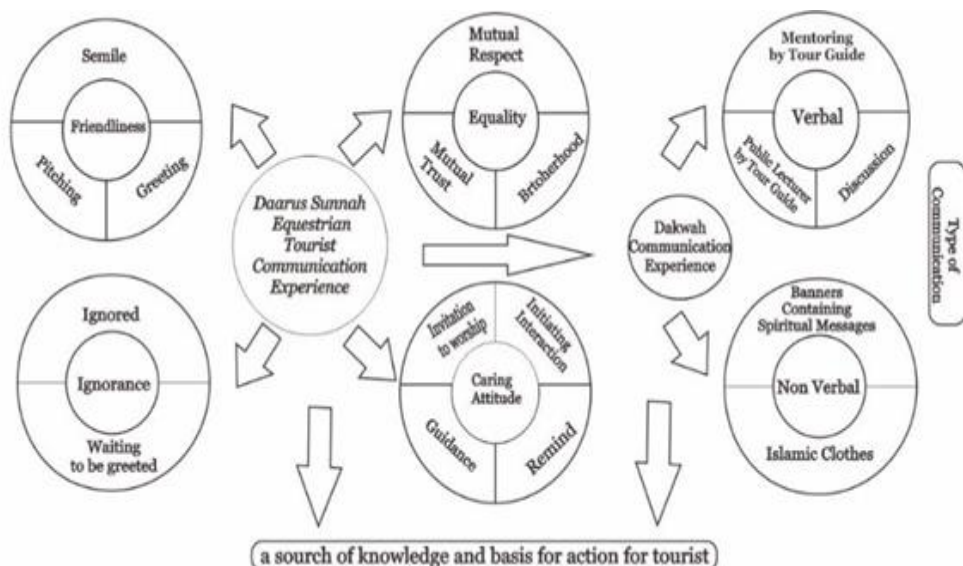 Semile
Friendliness
Pitching
Greeting
Mutual
Respect
Equality
Mutual
Trust
Brtoherhood
Mentoring
by Tour Guide
Verbal
Public Lecturer
by Tour Guide
Discussion
Daarus Sunnah
Equestrian
Tourist
Communication
Experience
Dakwah
Communication
Experience
Type of
Communication
Ignored
Ignorance
Waiting
to be greeted
Invitation
to worship
Initiating
Interaction
Caring
Attitude
Guidance
Remind
Banners
Containing
Spiritual Messages
Non Verbal
Islamic Clothes
a sourch of knowledge and basis for action for tourist